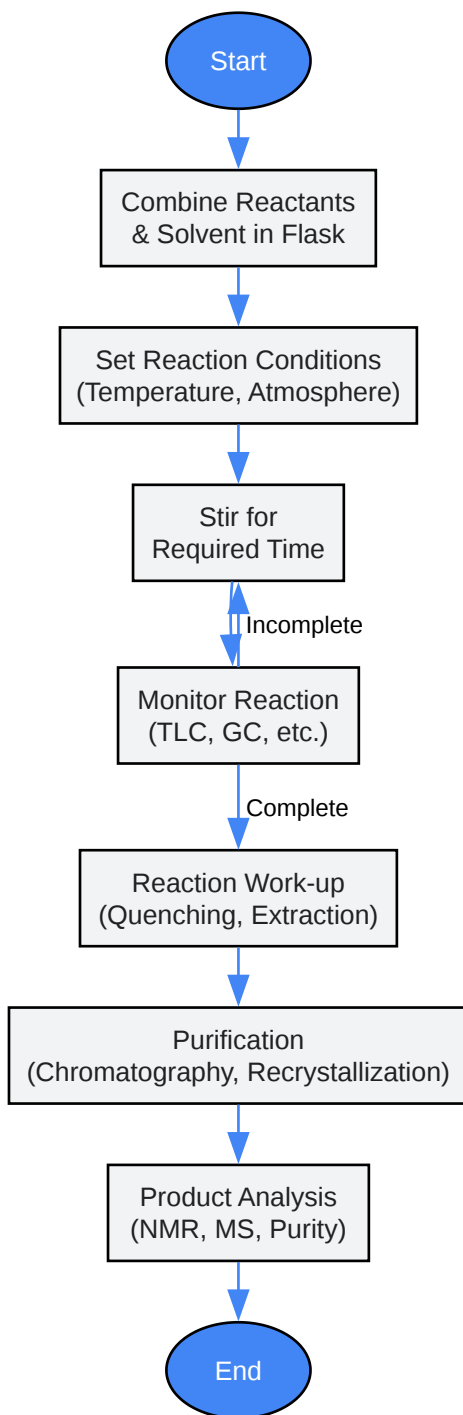 Start
Combine Reactants
& Solvent in Flask
Set Reaction Conditions
(Temperature, Atmosphere)
Stir for
Required Time
Incomplete
Monitor Reaction
(TLC, GC, etc.)
Complete
Reaction Work-up
(Quenching, Extraction)
Purification
(Chromatography, Recrystallization)
Product Analysis
(NMR, MS, Purity)
End